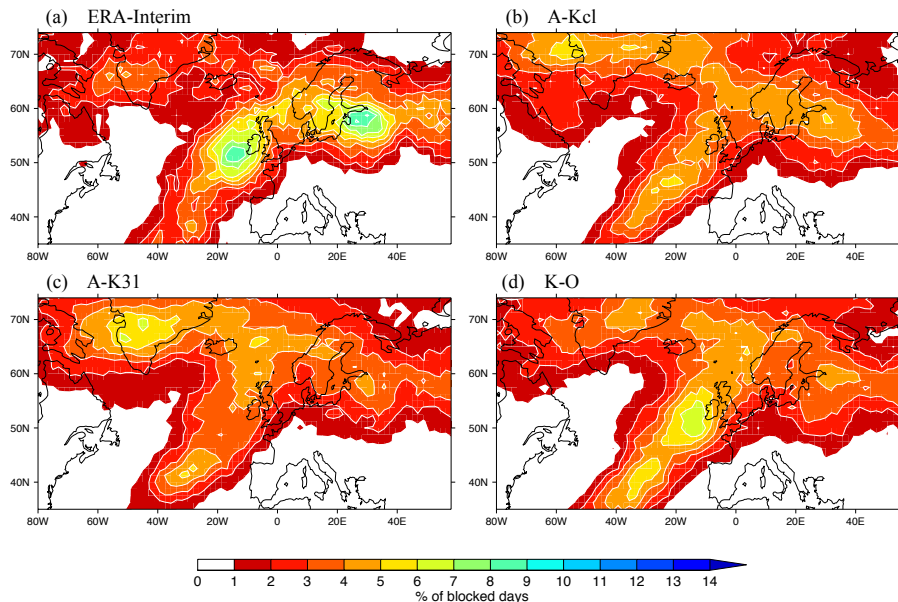 (a) ERA-Interim
(b) A-Kcl
70N
60N
50N
40N
80W 60W 40W 20W 0 20E 40E
70N
60N
50N
40N
80W 60W 40W 20W 0 20E 40E
(c) A-K31
(d) K-O
70N
60N
50N
40N
80W 60W 40W 20W 0 20E 40E
70N
60N
50N
40N
80W 60W 40W 20W 0 20E 40E
0 1 2 3 4 5 6 7 8 9 10 11 12 13 14
% of blocked days